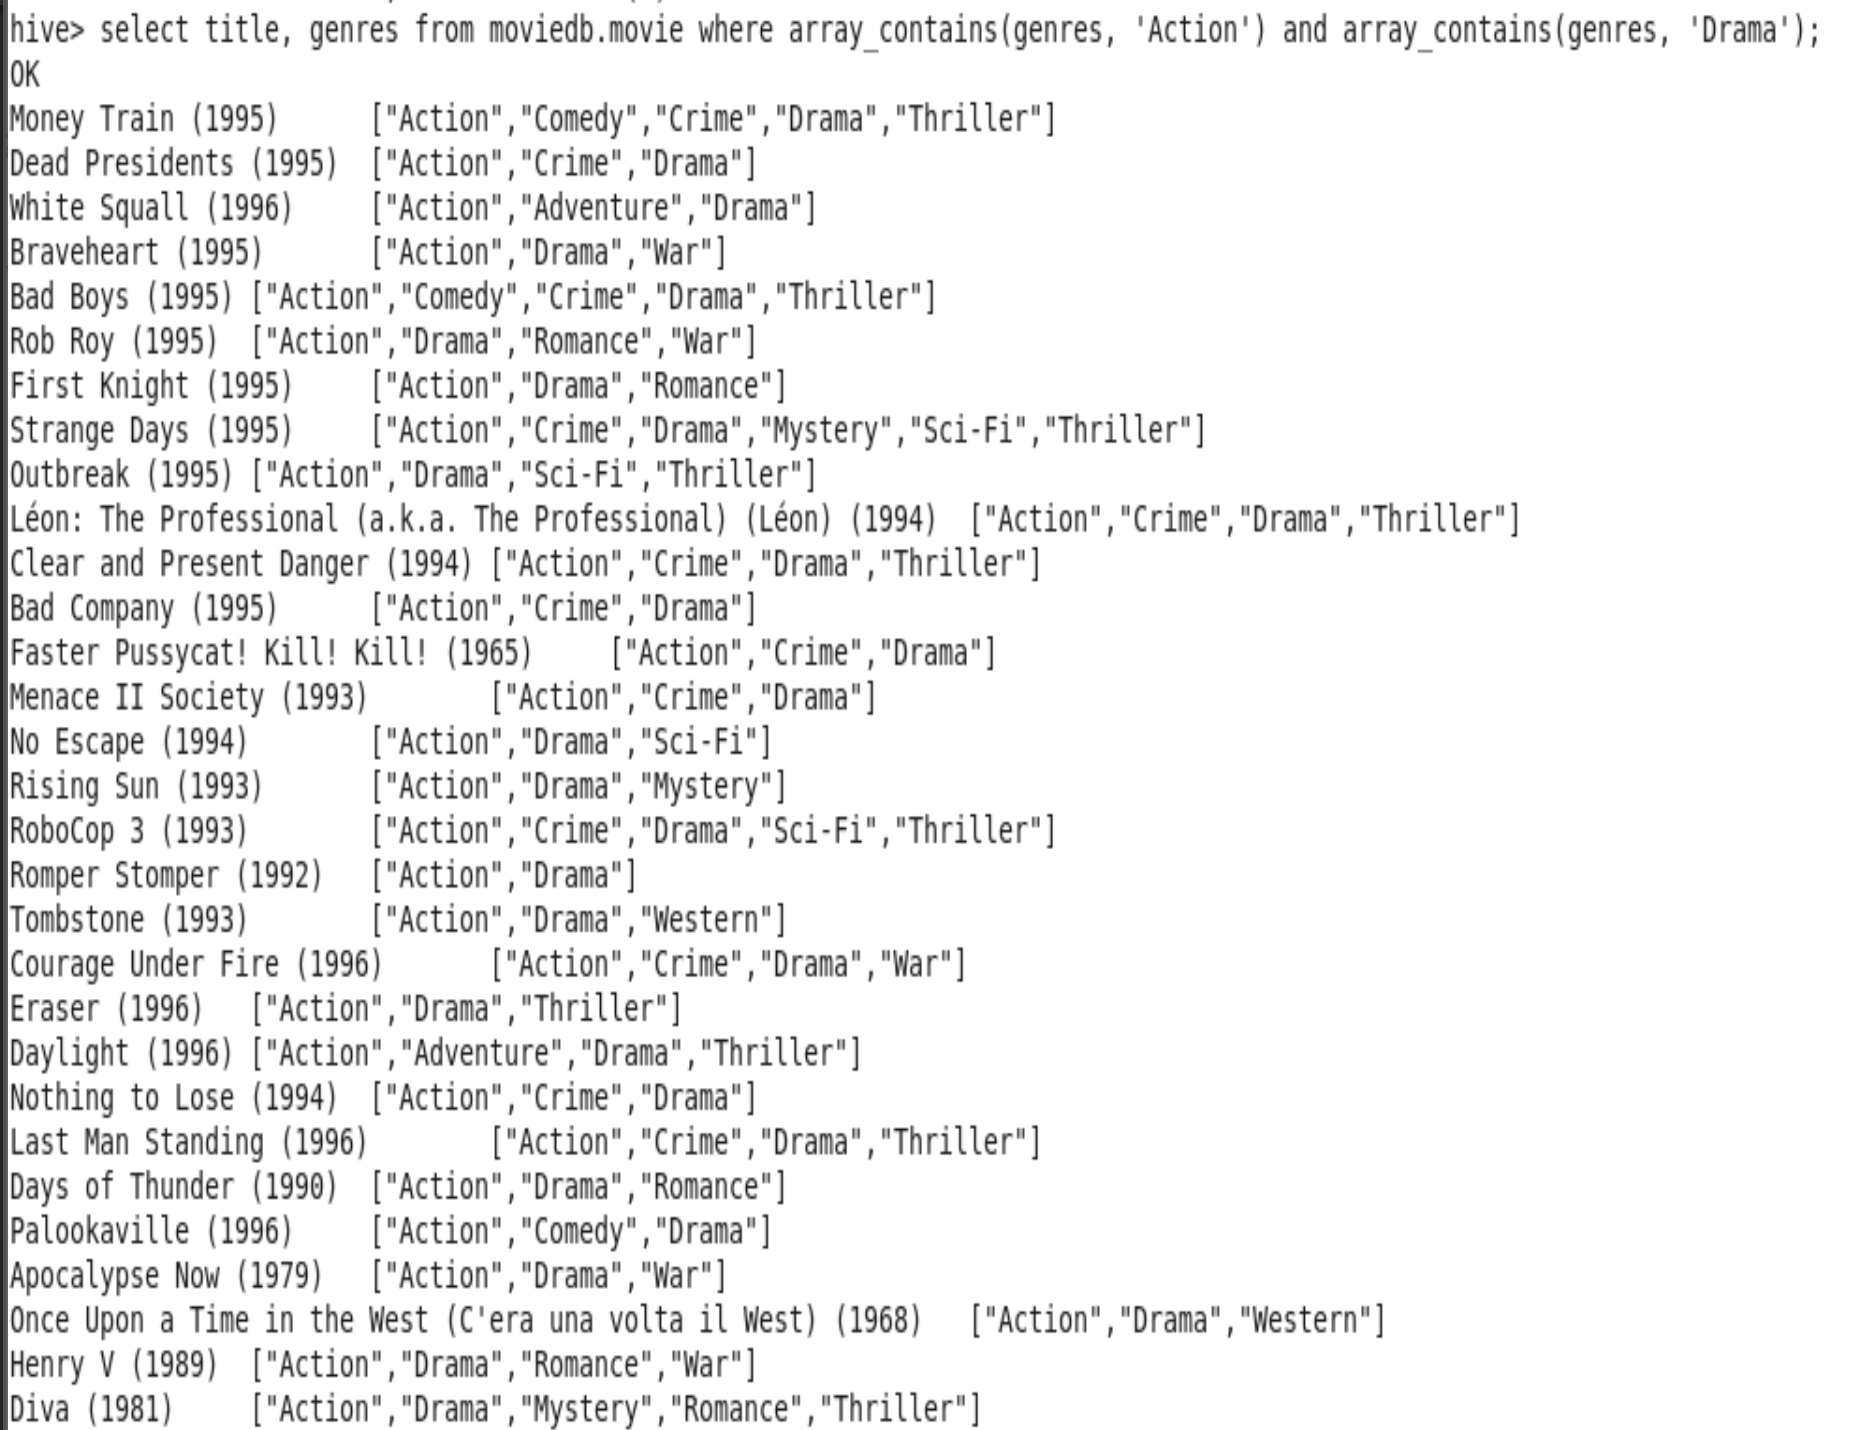 hive> select title, genres from moviedb.movie where array_contains(genres, 'Action') and array_contains(genres, 'Drama');
OK
Money Train (1995)	["Action","Comedy","Crime","Drama","Thriller"]
Dead Presidents (1995)	["Action","Crime","Drama"]
White Squall (1996)	["Action","Adventure","Drama"]
Braveheart (1995)	["Action","Drama","War"]
Bad Boys (1995)	["Action","Comedy","Crime","Drama","Thriller"]
Rob Roy (1995)	["Action","Drama","Romance","War"]
First Knight (1995)	["Action","Drama","Romance"]
Strange Days (1995)	["Action","Crime","Drama","Mystery","Sci-Fi","Thriller"]
Outbreak (1995)	["Action","Drama","Sci-Fi","Thriller"]
Léon: The Professional (a.k.a. The Professional) (Léon) (1994)	["Action","Crime","Drama","Thriller"]
Clear and Present Danger (1994)	["Action","Crime","Drama","Thriller"]
Bad Company (1995)	["Action","Crime","Drama"]
Faster Pussycat! Kill! Kill! (1965)	["Action","Crime","Drama"]
Menace II Society (1993)	["Action","Crime","Drama"]
No Escape (1994)	["Action","Drama","Sci-Fi"]
Rising Sun (1993)	["Action","Drama","Mystery"]
RoboCop 3 (1993)	["Action","Crime","Drama","Sci-Fi","Thriller"]
Romper Stomper (1992)	["Action","Drama"]
Tombstone (1993)	["Action","Drama","Western"]
Courage Under Fire (1996)	["Action","Crime","Drama","War"]
Eraser (1996)	["Action","Drama","Thriller"]
Daylight (1996)	["Action","Adventure","Drama","Thriller"]
Nothing to Lose (1994)	["Action","Crime","Drama"]
Last Man Standing (1996)	["Action","Crime","Drama","Thriller"]
Days of Thunder (1990)	["Action","Drama","Romance"]
Palookaville (1996)	["Action","Comedy","Drama"]
Apocalypse Now (1979)	["Action","Drama","War"]
Once Upon a Time in the West (C'era una volta il West) (1968)	["Action","Drama","Western"]
Henry V (1989)	["Action","Drama","Romance","War"]
Diva (1981)	["Action","Drama","Mystery","Romance","Thriller"]